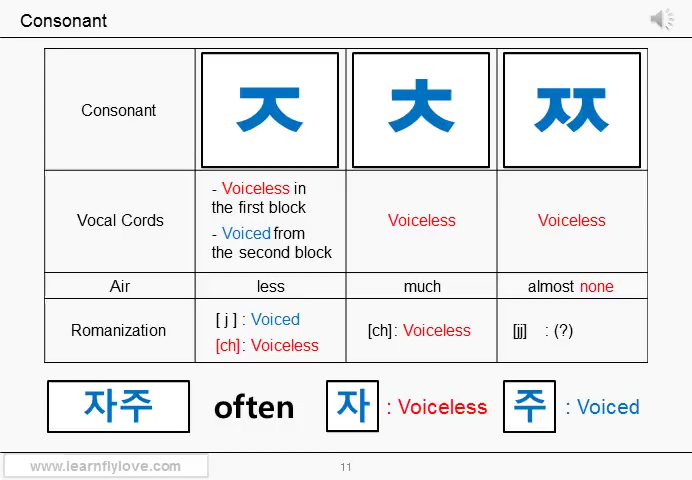 Consonant
Consonant
ㅈ
ㅊ
ㅉ
Vocal Cords
- Voiceless in
the first block
- Voiced from
the second block
Voiceless
Voiceless
Air
less
much
almost none
Romanization
[ j ] : Voiced
[ch]: Voiceless
[ch]: Voiceless
[jj] : (?)
자주
often
자
: Voiceless
주
: Voiced
www.learnflylove.com
11